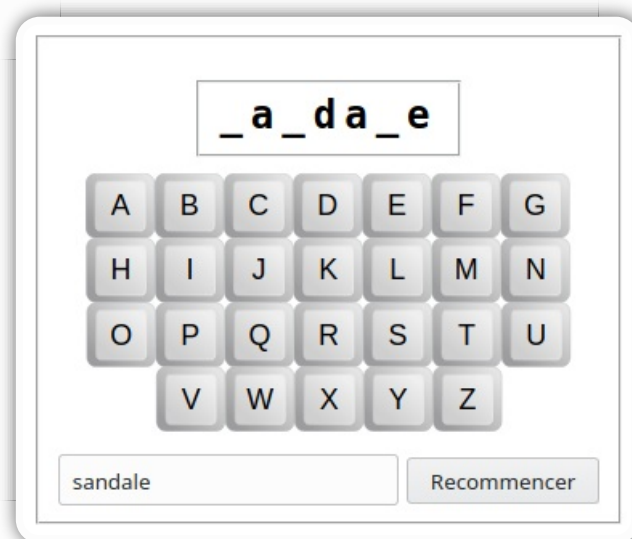 _a_da_e
A B C D E F G
H I J K L M N
O P Q R S T U
V W X Y Z
sandale Recommencer